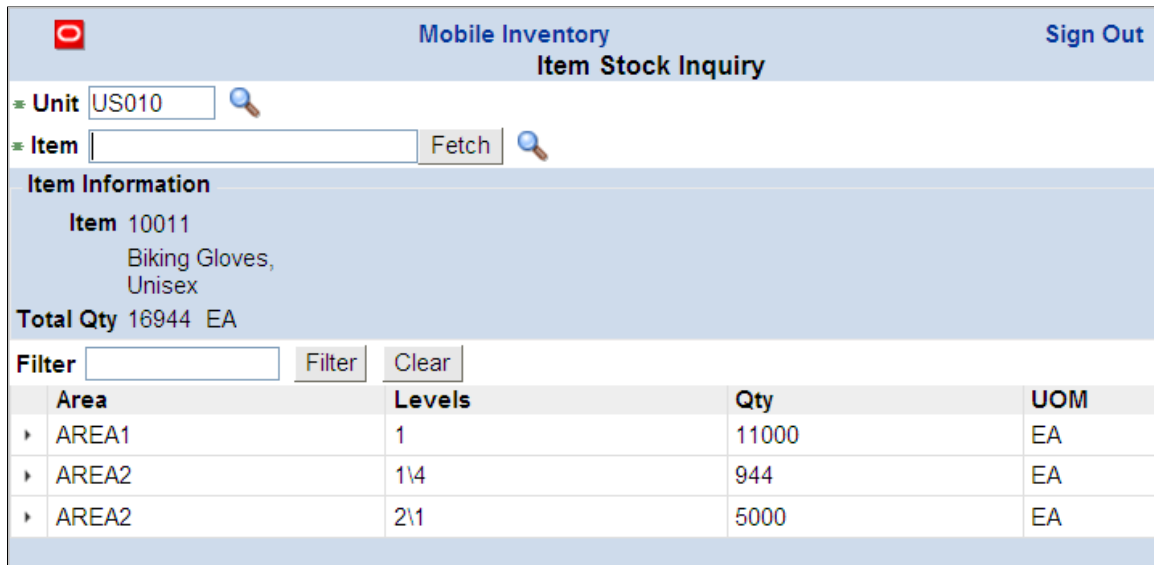 Mobile Inventory Sign Out
Item Stock Inquiry
* Unit US010
* Item Fetch
Item Information
Item 10011
Biking Gloves,
Unisex
Total Qty 16944 EA
Filter Filter Clear
Area Levels Qty UOM
AREA1 1 11000 EA
AREA2 1\4 944 EA
AREA2 2\1 5000 EA